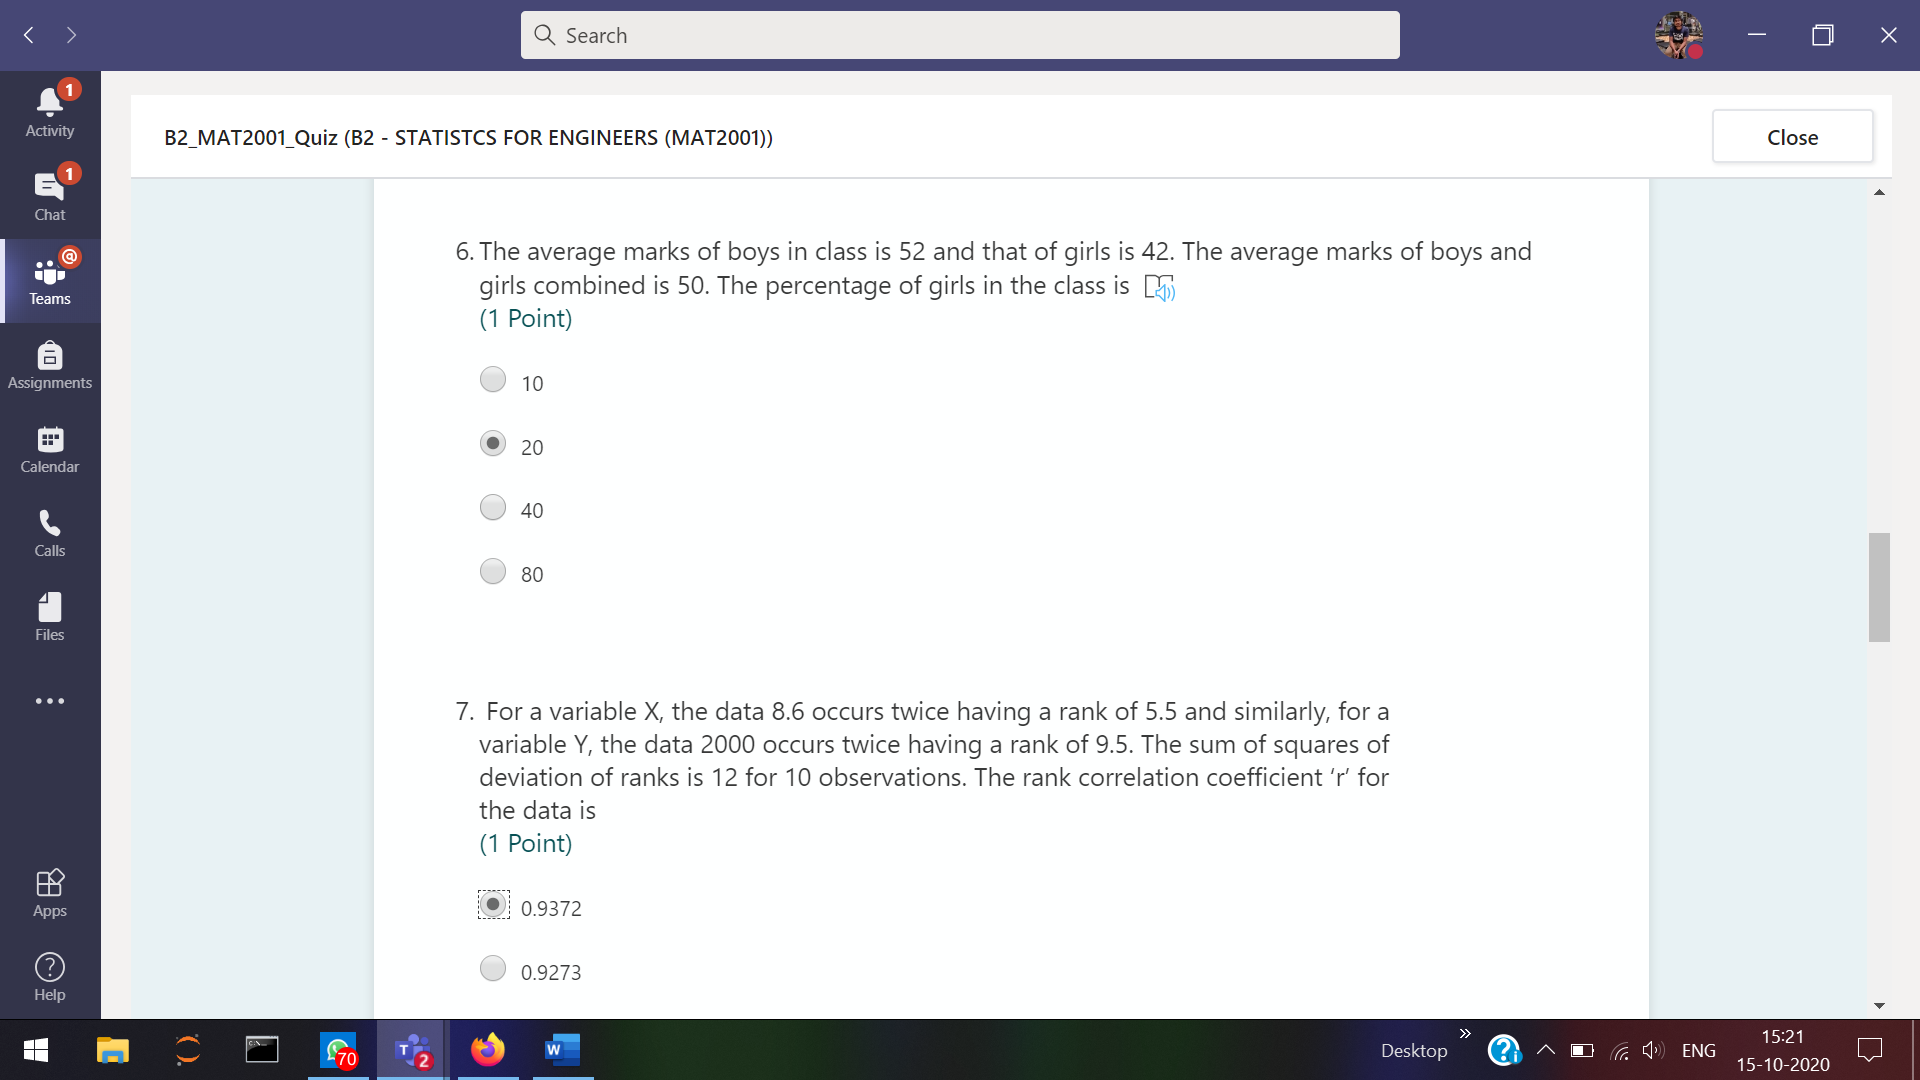 Search
1
Activity
1
Chat
@
Teams
Assignments
Calendar
Calls
Files
Apps
Help
B2_MAT2001_Quiz (B2 - STATISTCS FOR ENGINEERS (MAT2001))
Close
6. The average marks of boys in class is 52 and that of girls is 42. The average marks of boys and
girls combined is 50. The percentage of girls in the class is
(1 Point)
10
20
40
80
7. For a variable X, the data 8.6 occurs twice having a rank of 5.5 and similarly, for a
variable Y, the data 2000 occurs twice having a rank of 9.5. The sum of squares of
deviation of ranks is 12 for 10 observations. The rank correlation coefficient ‘r’ for
the data is
(1 Point)
0.9372
0.9273
70
T
2
W
Desktop
ENG
15:21
15-10-2020